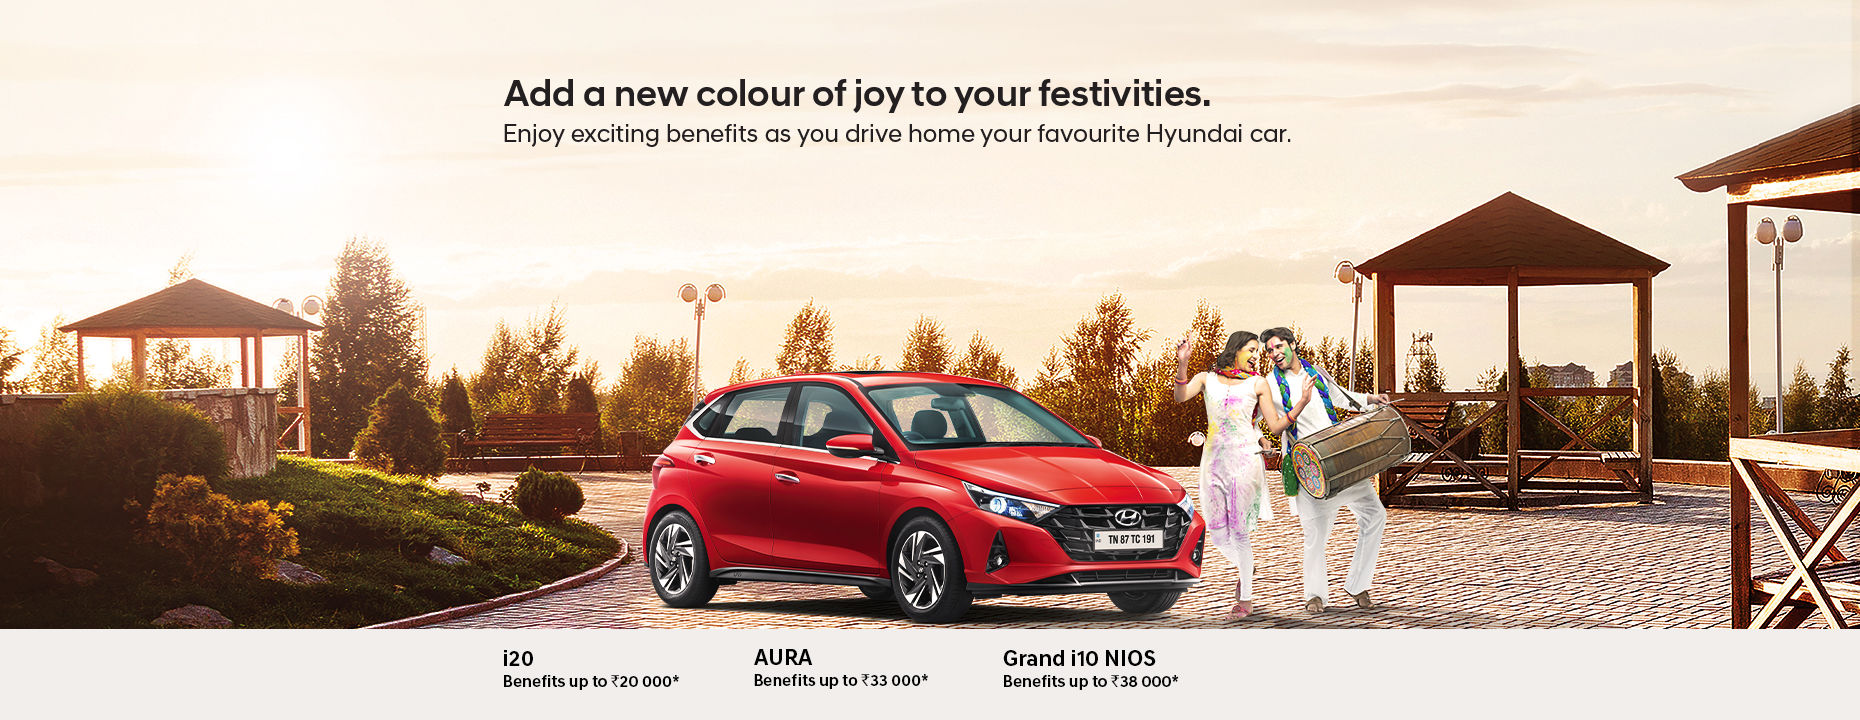 Add a new colour of joy to your festivities.
Enjoy exciting benefits as you drive home your favourite Hyundai car.
TN 87 TC 191
i20
Benefits up to ₹20 000*
AURA
Benefits up to ₹33 000*
Grand i10 NIOS
Benefits up to ₹38 000*